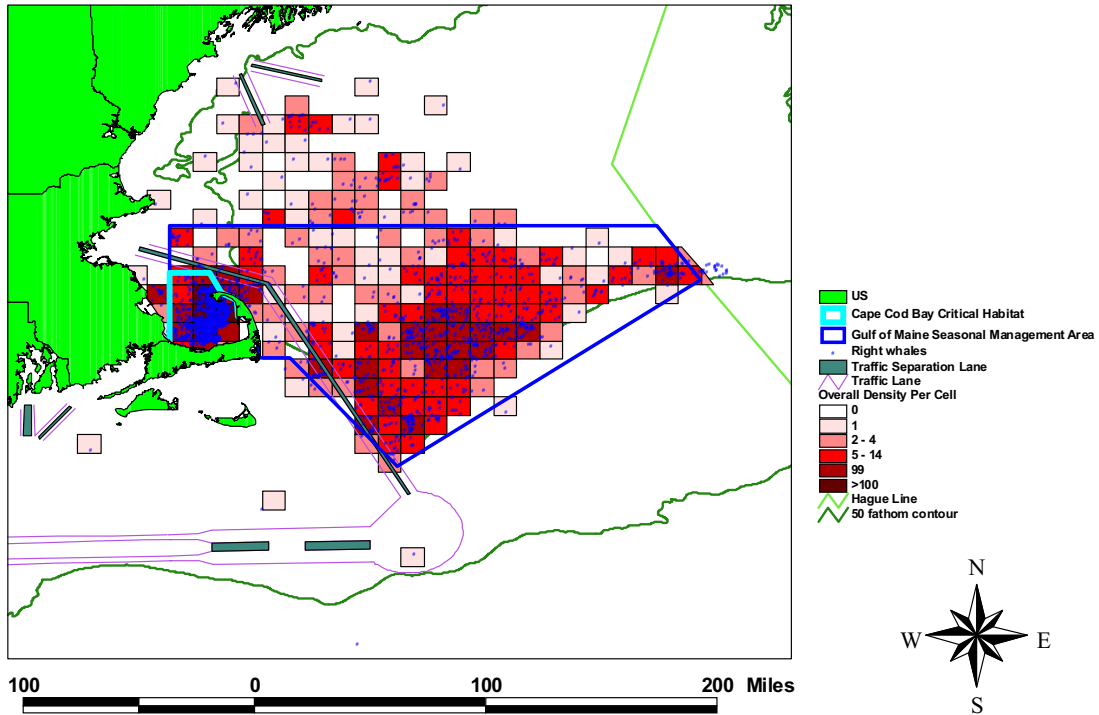 US
Cape Cod Bay Critical Habitat
Gulf of Maine Seasonal Management Area
Right whales
Traffic Separation Lane
Traffic Lane
Overall Density Per Cell
0
1
2 - 4
5 - 14
99
>100
Hague Line
50 fathom contour
N
W E
S
100 0 100 200 Miles